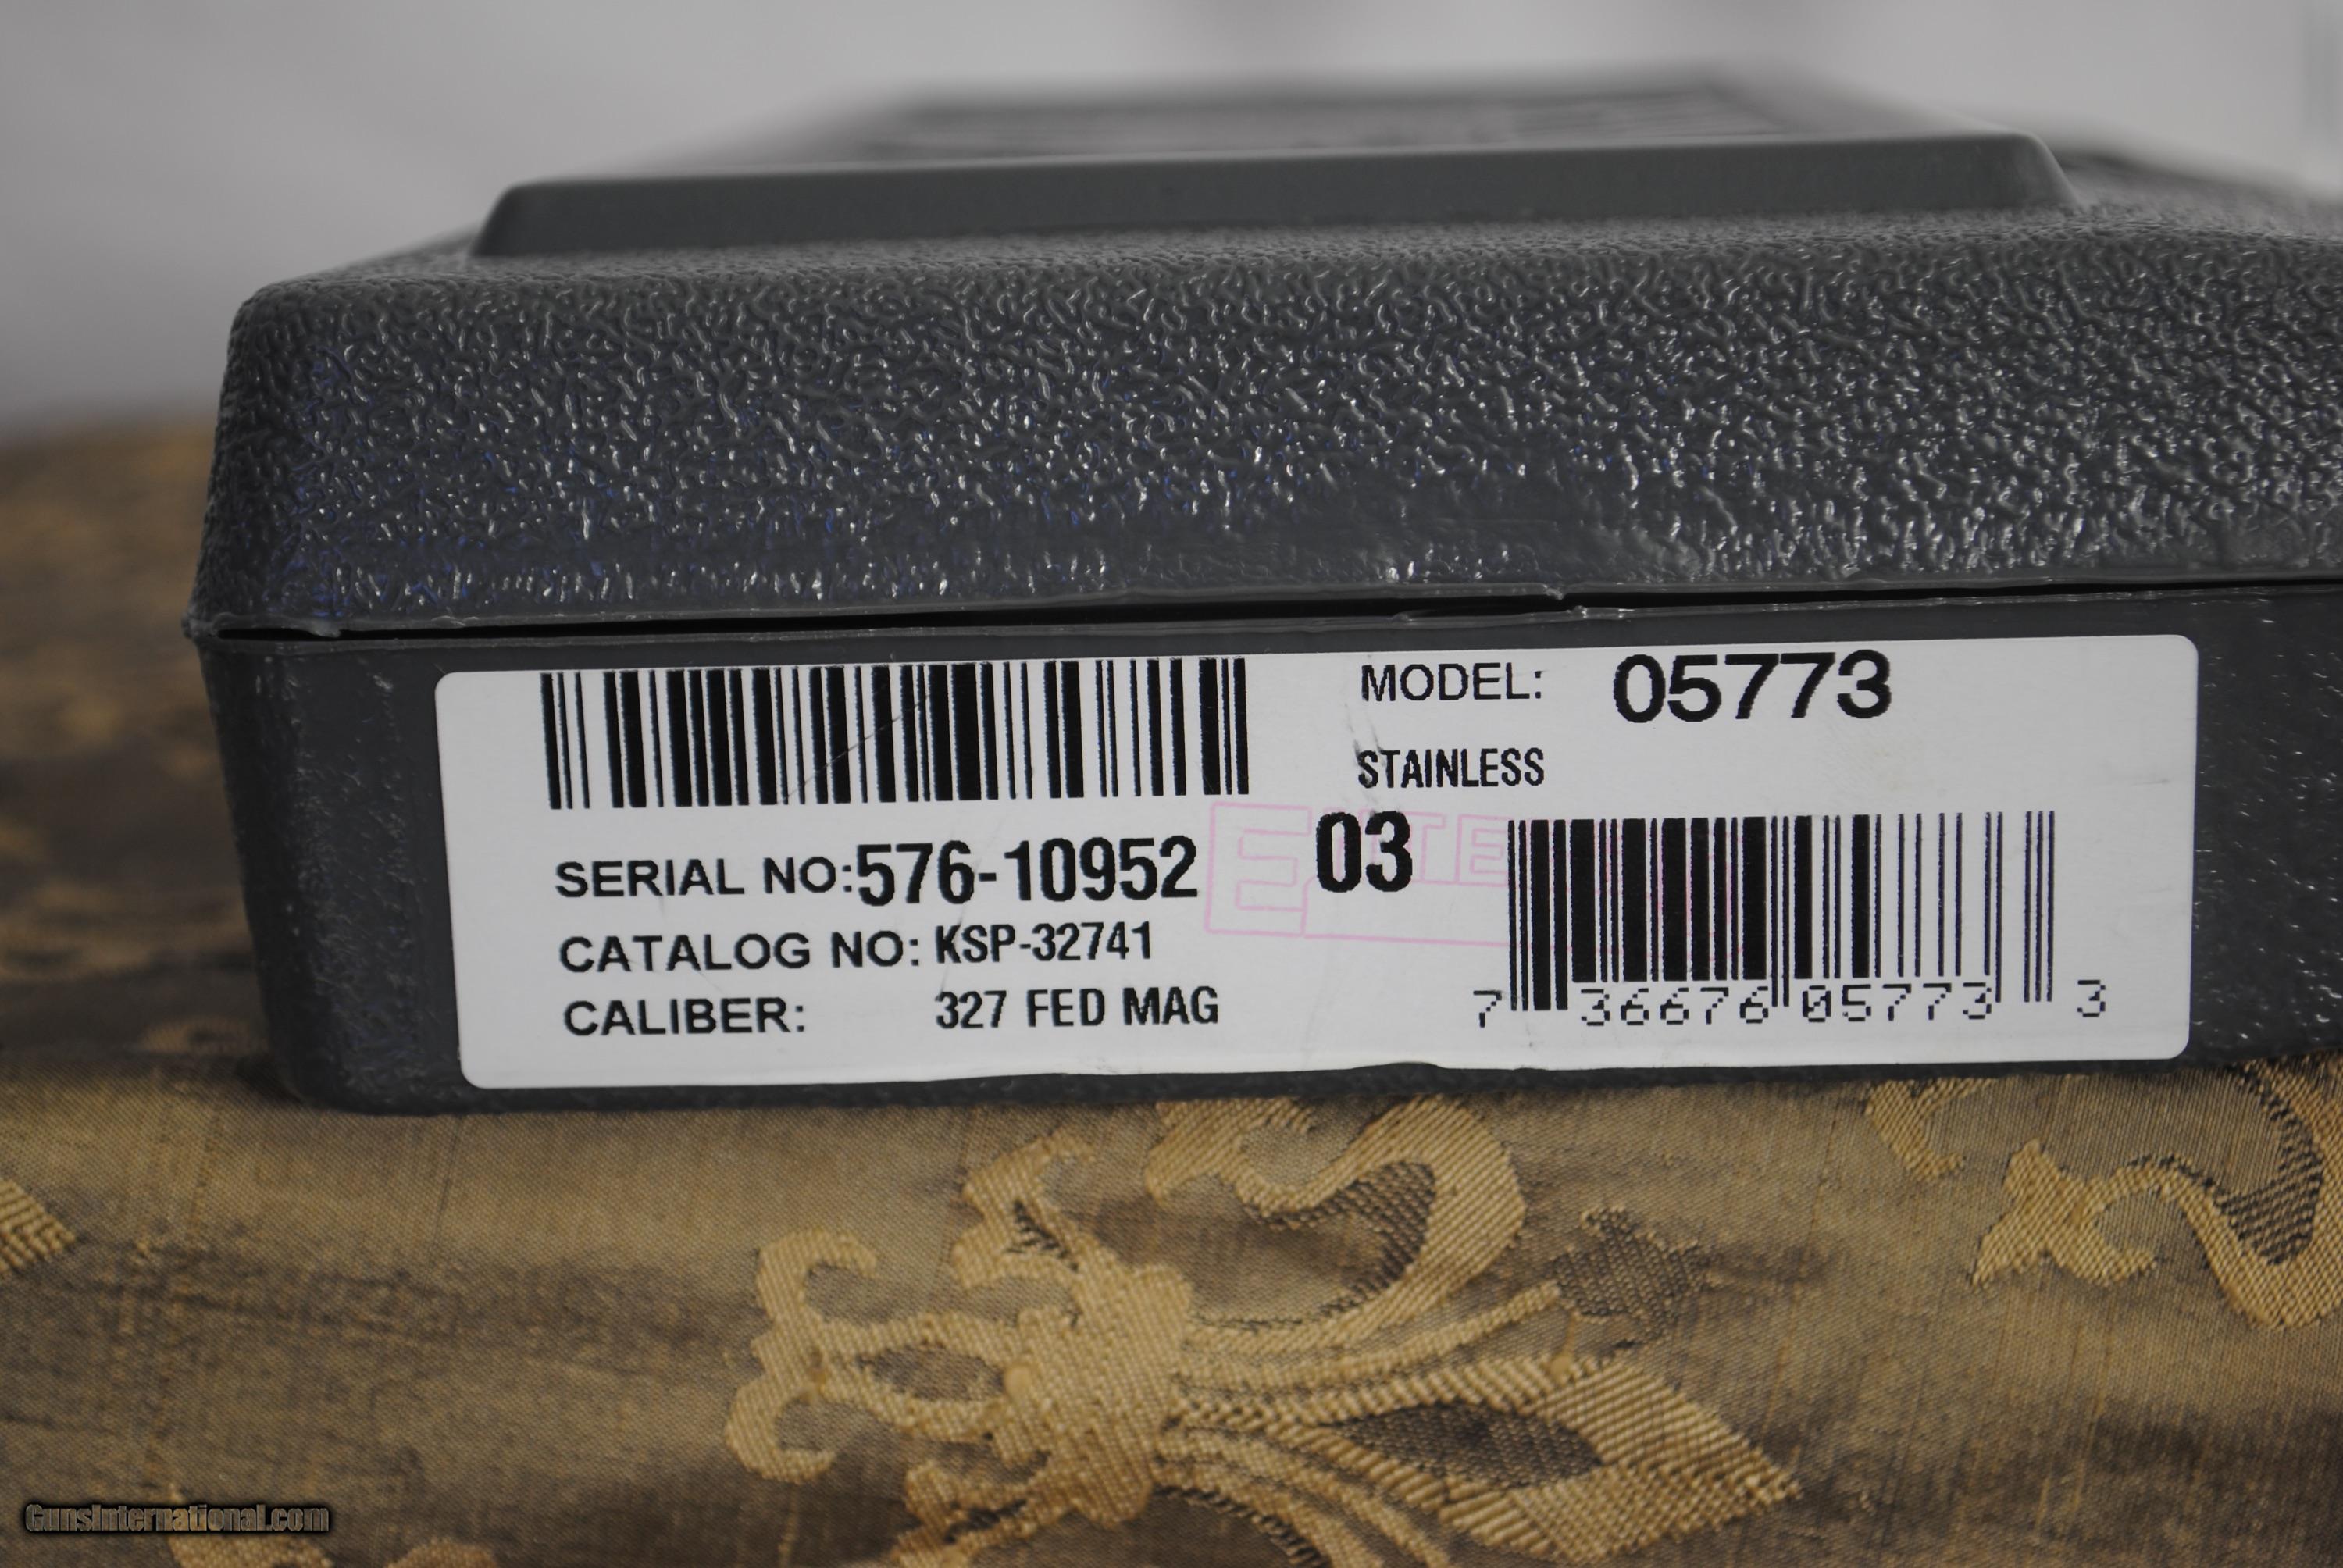 MODEL: 05773
STAINLESS
SERIAL NO:576-10952
03
CATALOG NO: KSP-32741
CALIBER: 327 FED MAG
7 36676 05773 3
GunsInternational.com